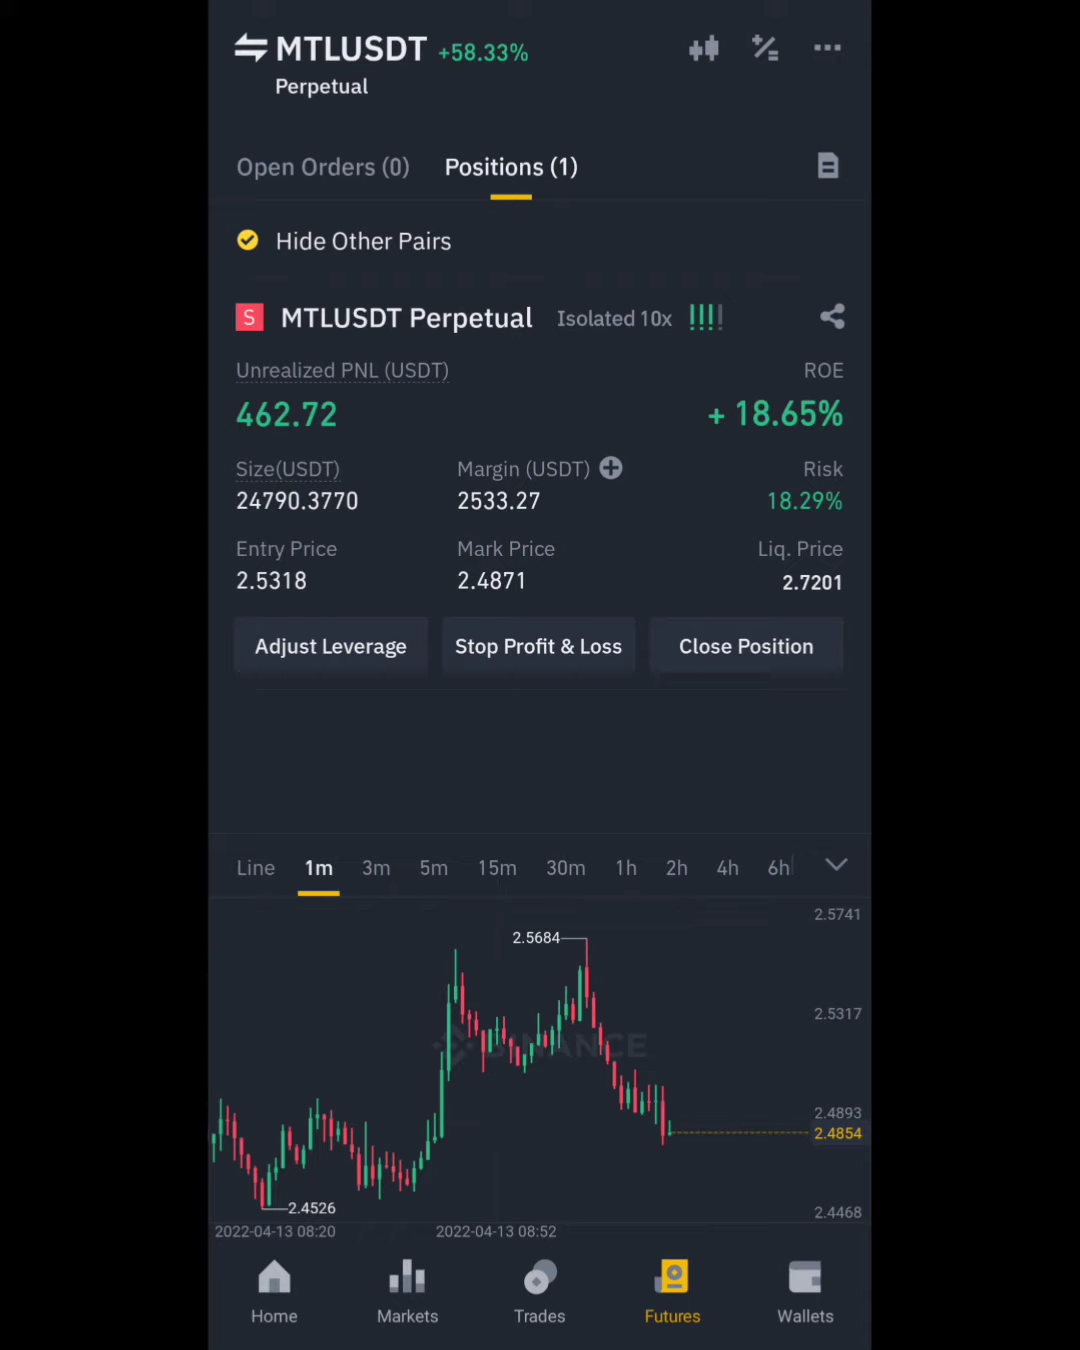 MTLUSDT +58.33%
Perpetual
Open Orders (0) Positions (1)
Hide Other Pairs
S MTLUSDT Perpetual Isolated 10x !!!!
Unrealized PNL (USDT) ROE
462.72 + 18.65%
Size(USDT) Margin (USDT) Risk
24790.3770 2533.27 18.29%
Entry Price Mark Price Liq. Price
2.5318 2.4871 2.7201
Adjust Leverage Stop Profit & Loss Close Position
Line 1m 3m 5m 15m 30m 1h 2h 4h 6h
2.5741
2.5684
2.5317
BINANCE
2.4893
2.4854
2.4526
2.4468
2022-04-13 08:20 2022-04-13 08:52
Home Markets Trades Futures Wallets